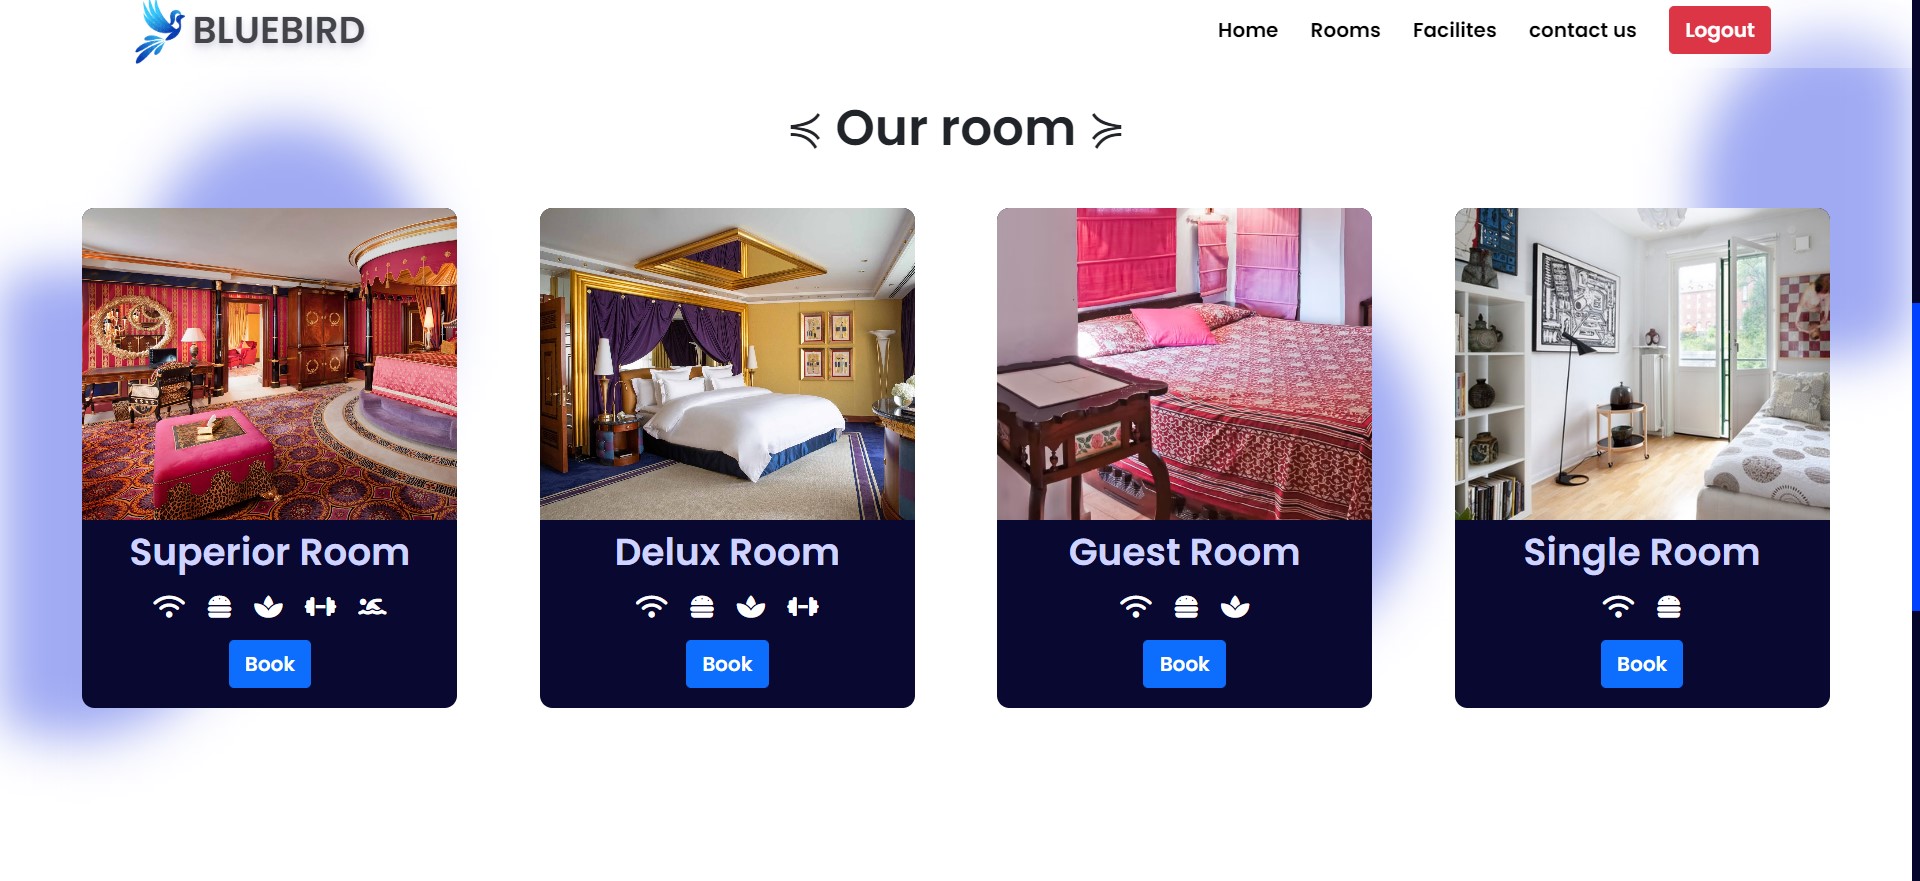 BLUEBIRD
Home Rooms Facilites contact us Logout
≼ Our room ≽
Superior Room
Book
Delux Room
Book
Guest Room
Book
Single Room
Book